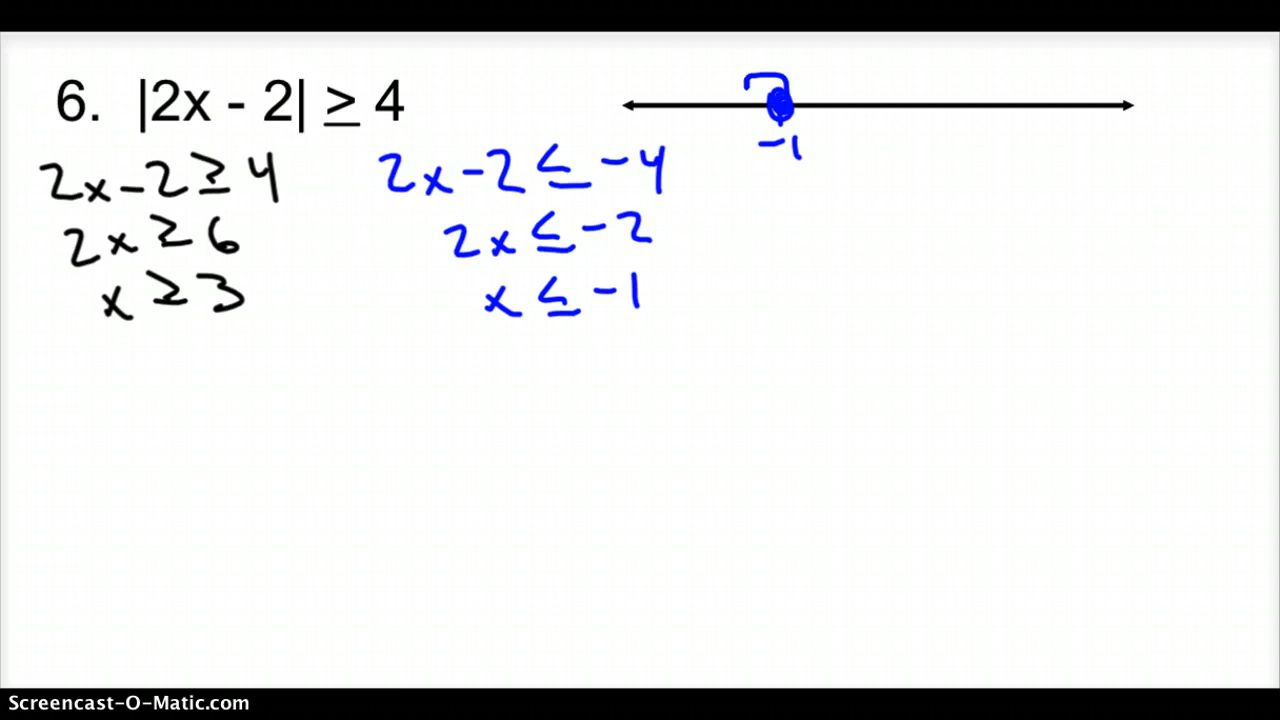 6. |2x - 2| ≥ 4
2x-2≥4
2x≥6
x≥3
2x-2≤-4
2x≤-2
x≤-1
-1
Screencast-O-Matic.com